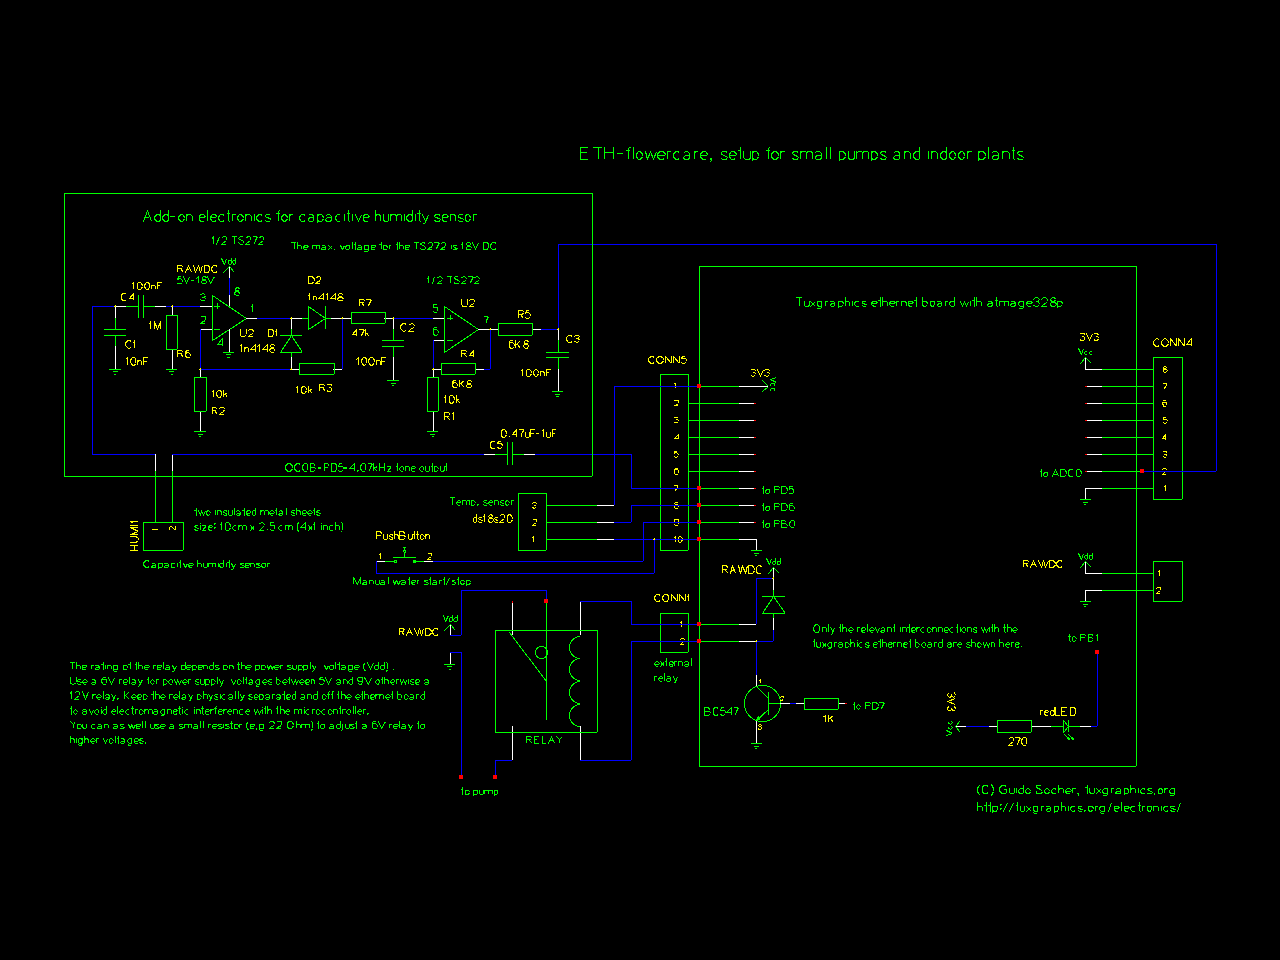 ETH-flowercare, setup for small pumps and indoor plants
Add-on electronics for capacitive humidity sensor
1/2 TS272
The max. voltage for the TS272 is 18V DC
RAWDC
Vdd
5V-18V
100nF
C4
3
8
1
2
4
U2
1M
R6
C1
10nF
10k
R2
D2
1n4148
D1
1n4148
10k R3
R7
47k
C2
100nF
1/2 TS272
U2
5
6
7
R4
6K8
10k
R1
R5
6K8
C3
100nF
0.47uF-1uF
C5
OC0B=PD5=4.07kHz tone output
HUMI1
1
2
two insulated metal sheets
size: 10cm x 2.5cm (4x1 inch)
Capacitive humidity sensor
Temp. sensor
ds18s20
3
2
1
PushButton
1
2
Manual water start/stop
CONN5
1
2
3
4
5
6
7
8
9
10
Tuxgraphics ethernet board with atmage328p
3V3
Vcc
to PD5
to PD6
to PB0
3V3
Vcc
CONN4
8
7
6
5
4
3
2
1
to ADC0
RAWDC
Vdd
1
2
RAWDC
Vdd
CONN1
1
2
external
relay
RAWDC
Vdd
RELAY
to pump
The rating of the relay depends on the power supply voltage (Vdd) .
Use a 6V relay for power supply voltages between 5V and 9V otherwise a
12V relay. Keep the relay physically separated and off the ethernet board
to avoid electromagnetic interference with the microcontroller.
You can as well use a small resistor (e.g 22 Ohm) to adjust a 6V relay to
higher voltages.
Only the relevant interconnections with the
tuxgraphics ethernet board are shown here.
to PB1
BC547
1
2
3
1K
to PD7
3V3
Vcc
270
redLED
(C) Guido Socher, tuxgraphics.org
http://tuxgraphics.org/electronics/